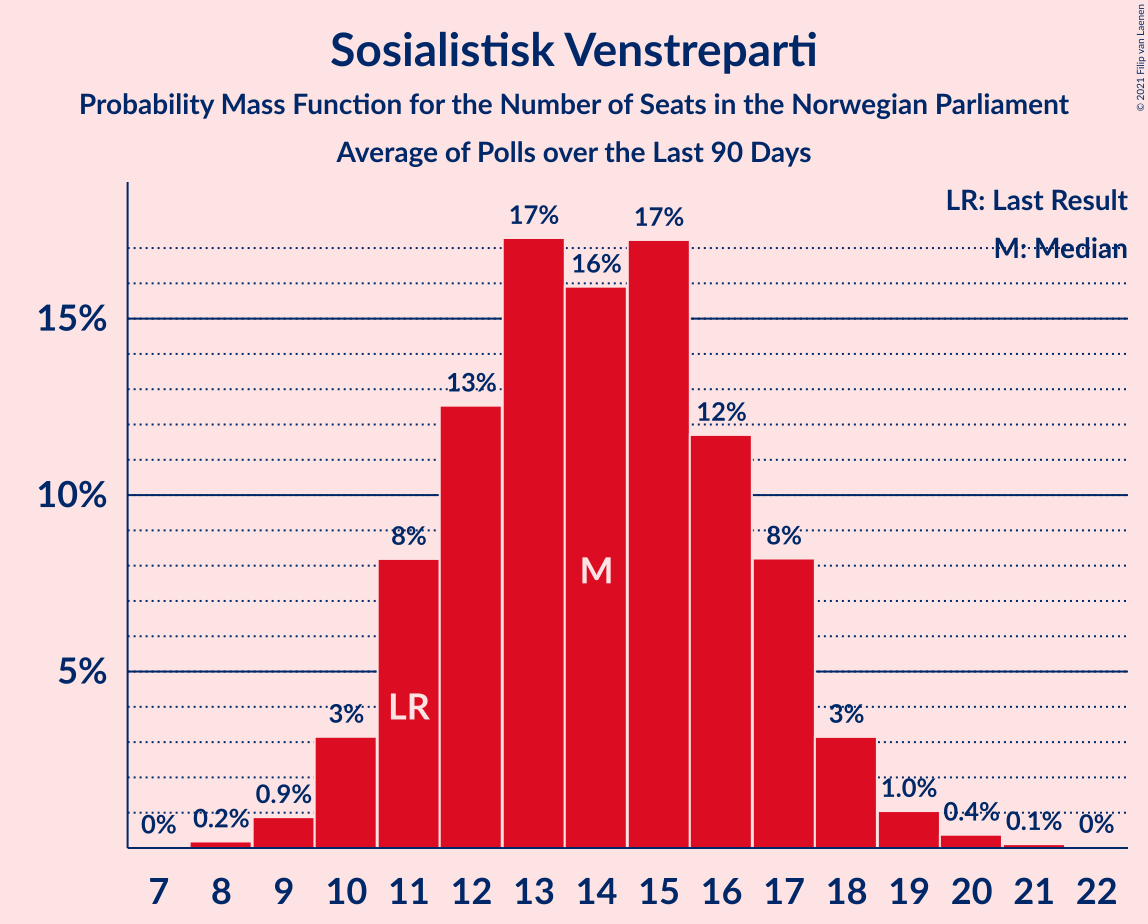 Sosialistisk Venstreparti
Probability Mass Function for the Number of Seats in the Norwegian Parliament
Average of Polls over the Last 90 Days
© 2021 Filip van Laenen
LR: Last Result
M: Median
15%
10%
5%
0%
0.2%
0.9%
3%
8%
13%
17%
16%
17%
12%
8%
3%
1.0%
0.4%
0.1%
0%
LR
M
7 8 9 10 11 12 13 14 15 16 17 18 19 20 21 22